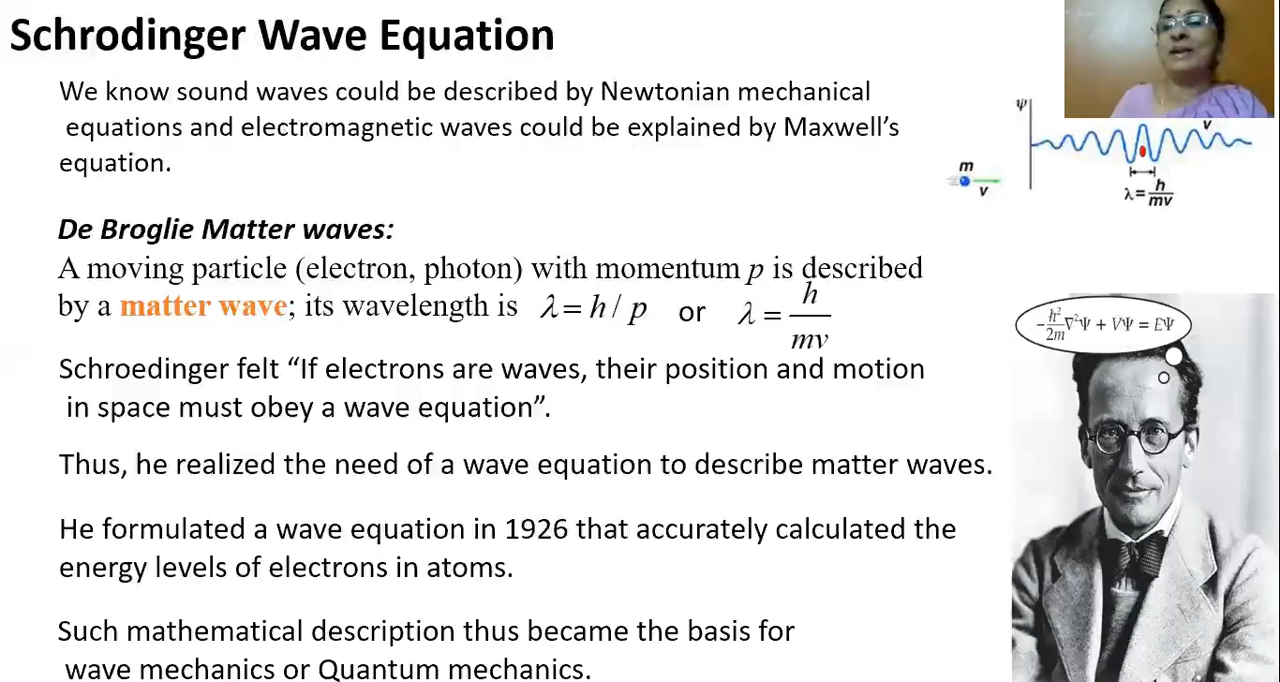 Schrodinger Wave Equation
We know sound waves could be described by Newtonian mechanical
equations and electromagnetic waves could be explained by Maxwell's
equation.
Ψ
v
m
v
λ = h/mv
De Broglie Matter waves:
A moving particle (electron, photon) with momentum p is described
by a matter wave; its wavelength is λ = h / p or λ = h/mv
-ħ²/2m ∇²Ψ + VΨ = EΨ
Schroedinger felt "If electrons are waves, their position and motion
in space must obey a wave equation".
Thus, he realized the need of a wave equation to describe matter waves.
He formulated a wave equation in 1926 that accurately calculated the
energy levels of electrons in atoms.
Such mathematical description thus became the basis for
wave mechanics or Quantum mechanics.